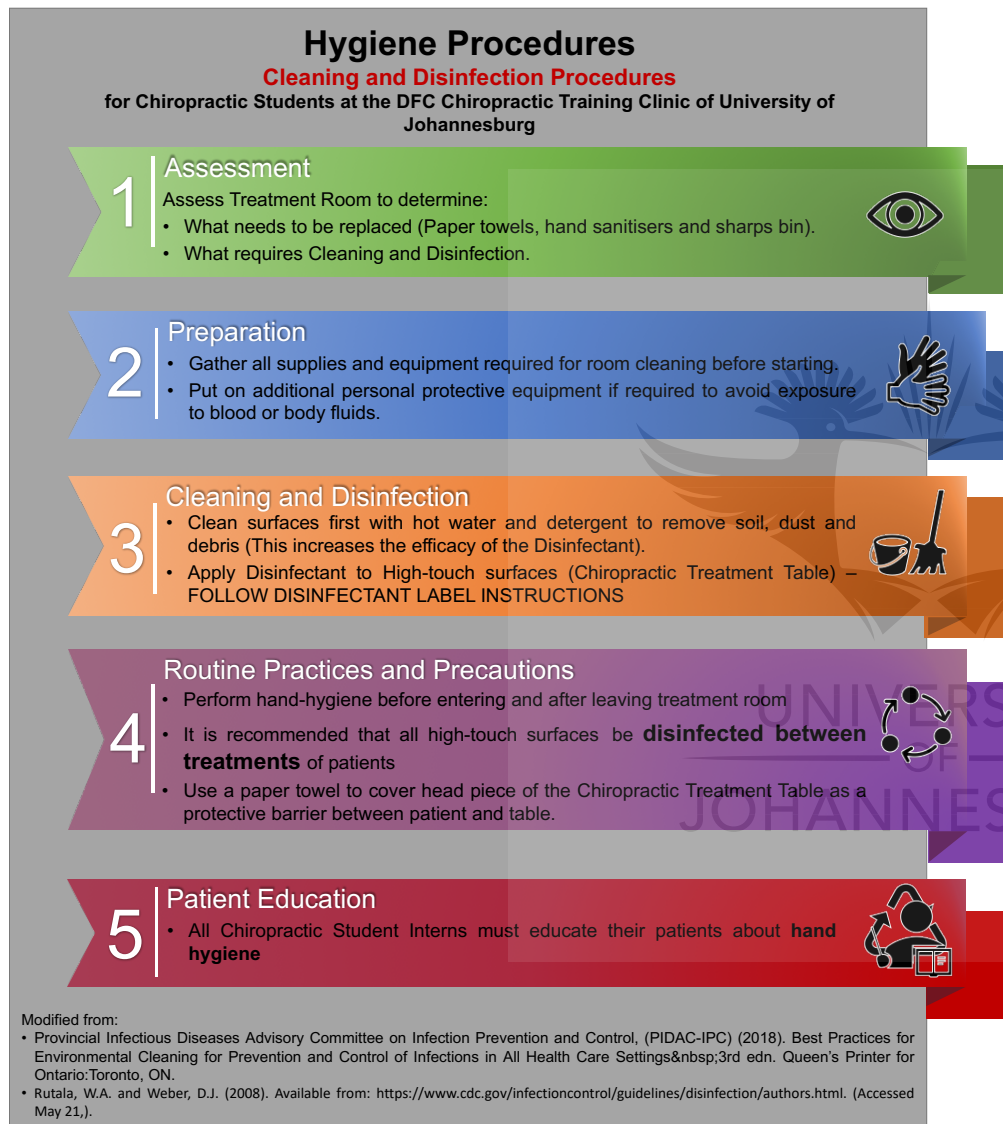 Hygiene Procedures
Cleaning and Disinfection Procedures
for Chiropractic Students at the DFC Chiropractic Training Clinic of University of
Johannesburg
1
Assessment
Assess Treatment Room to determine:
• What needs to be replaced (Paper towels, hand sanitisers and sharps bin).
• What requires Cleaning and Disinfection.
2
Preparation
• Gather all supplies and equipment required for room cleaning before starting.
• Put on additional personal protective equipment if required to avoid exposure
to blood or body fluids.
3
Cleaning and Disinfection
• Clean surfaces first with hot water and detergent to remove soil, dust and
debris (This increases the efficacy of the Disinfectant).
• Apply Disinfectant to High-touch surfaces (Chiropractic Treatment Table) –
FOLLOW DISINFECTANT LABEL INSTRUCTIONS
4
Routine Practices and Precautions
• Perform hand-hygiene before entering and after leaving treatment room
• It is recommended that all high-touch surfaces be disinfected between
treatments of patients
• Use a paper towel to cover head piece of the Chiropractic Treatment Table as a
protective barrier between patient and table.
UNIVERS
OF
JOHANNES
5
Patient Education
• All Chiropractic Student Interns must educate their patients about hand
hygiene
Modified from:
• Provincial Infectious Diseases Advisory Committee on Infection Prevention and Control, (PIDAC-IPC) (2018). Best Practices for
Environmental Cleaning for Prevention and Control of Infections in All Health Care Settings&nbsp;3rd edn. Queen's Printer for
Ontario:Toronto, ON.
• Rutala, W.A. and Weber, D.J. (2008). Available from: https://www.cdc.gov/infectioncontrol/guidelines/disinfection/authors.html. (Accessed
May 21,).